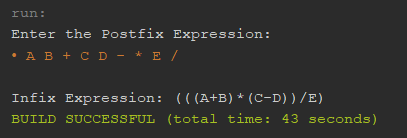 run:
Enter the Postfix Expression:
• A B + C D - * E /
Infix Expression: (((A+B)*(C-D))/E)
BUILD SUCCESSFUL (total time: 43 seconds)